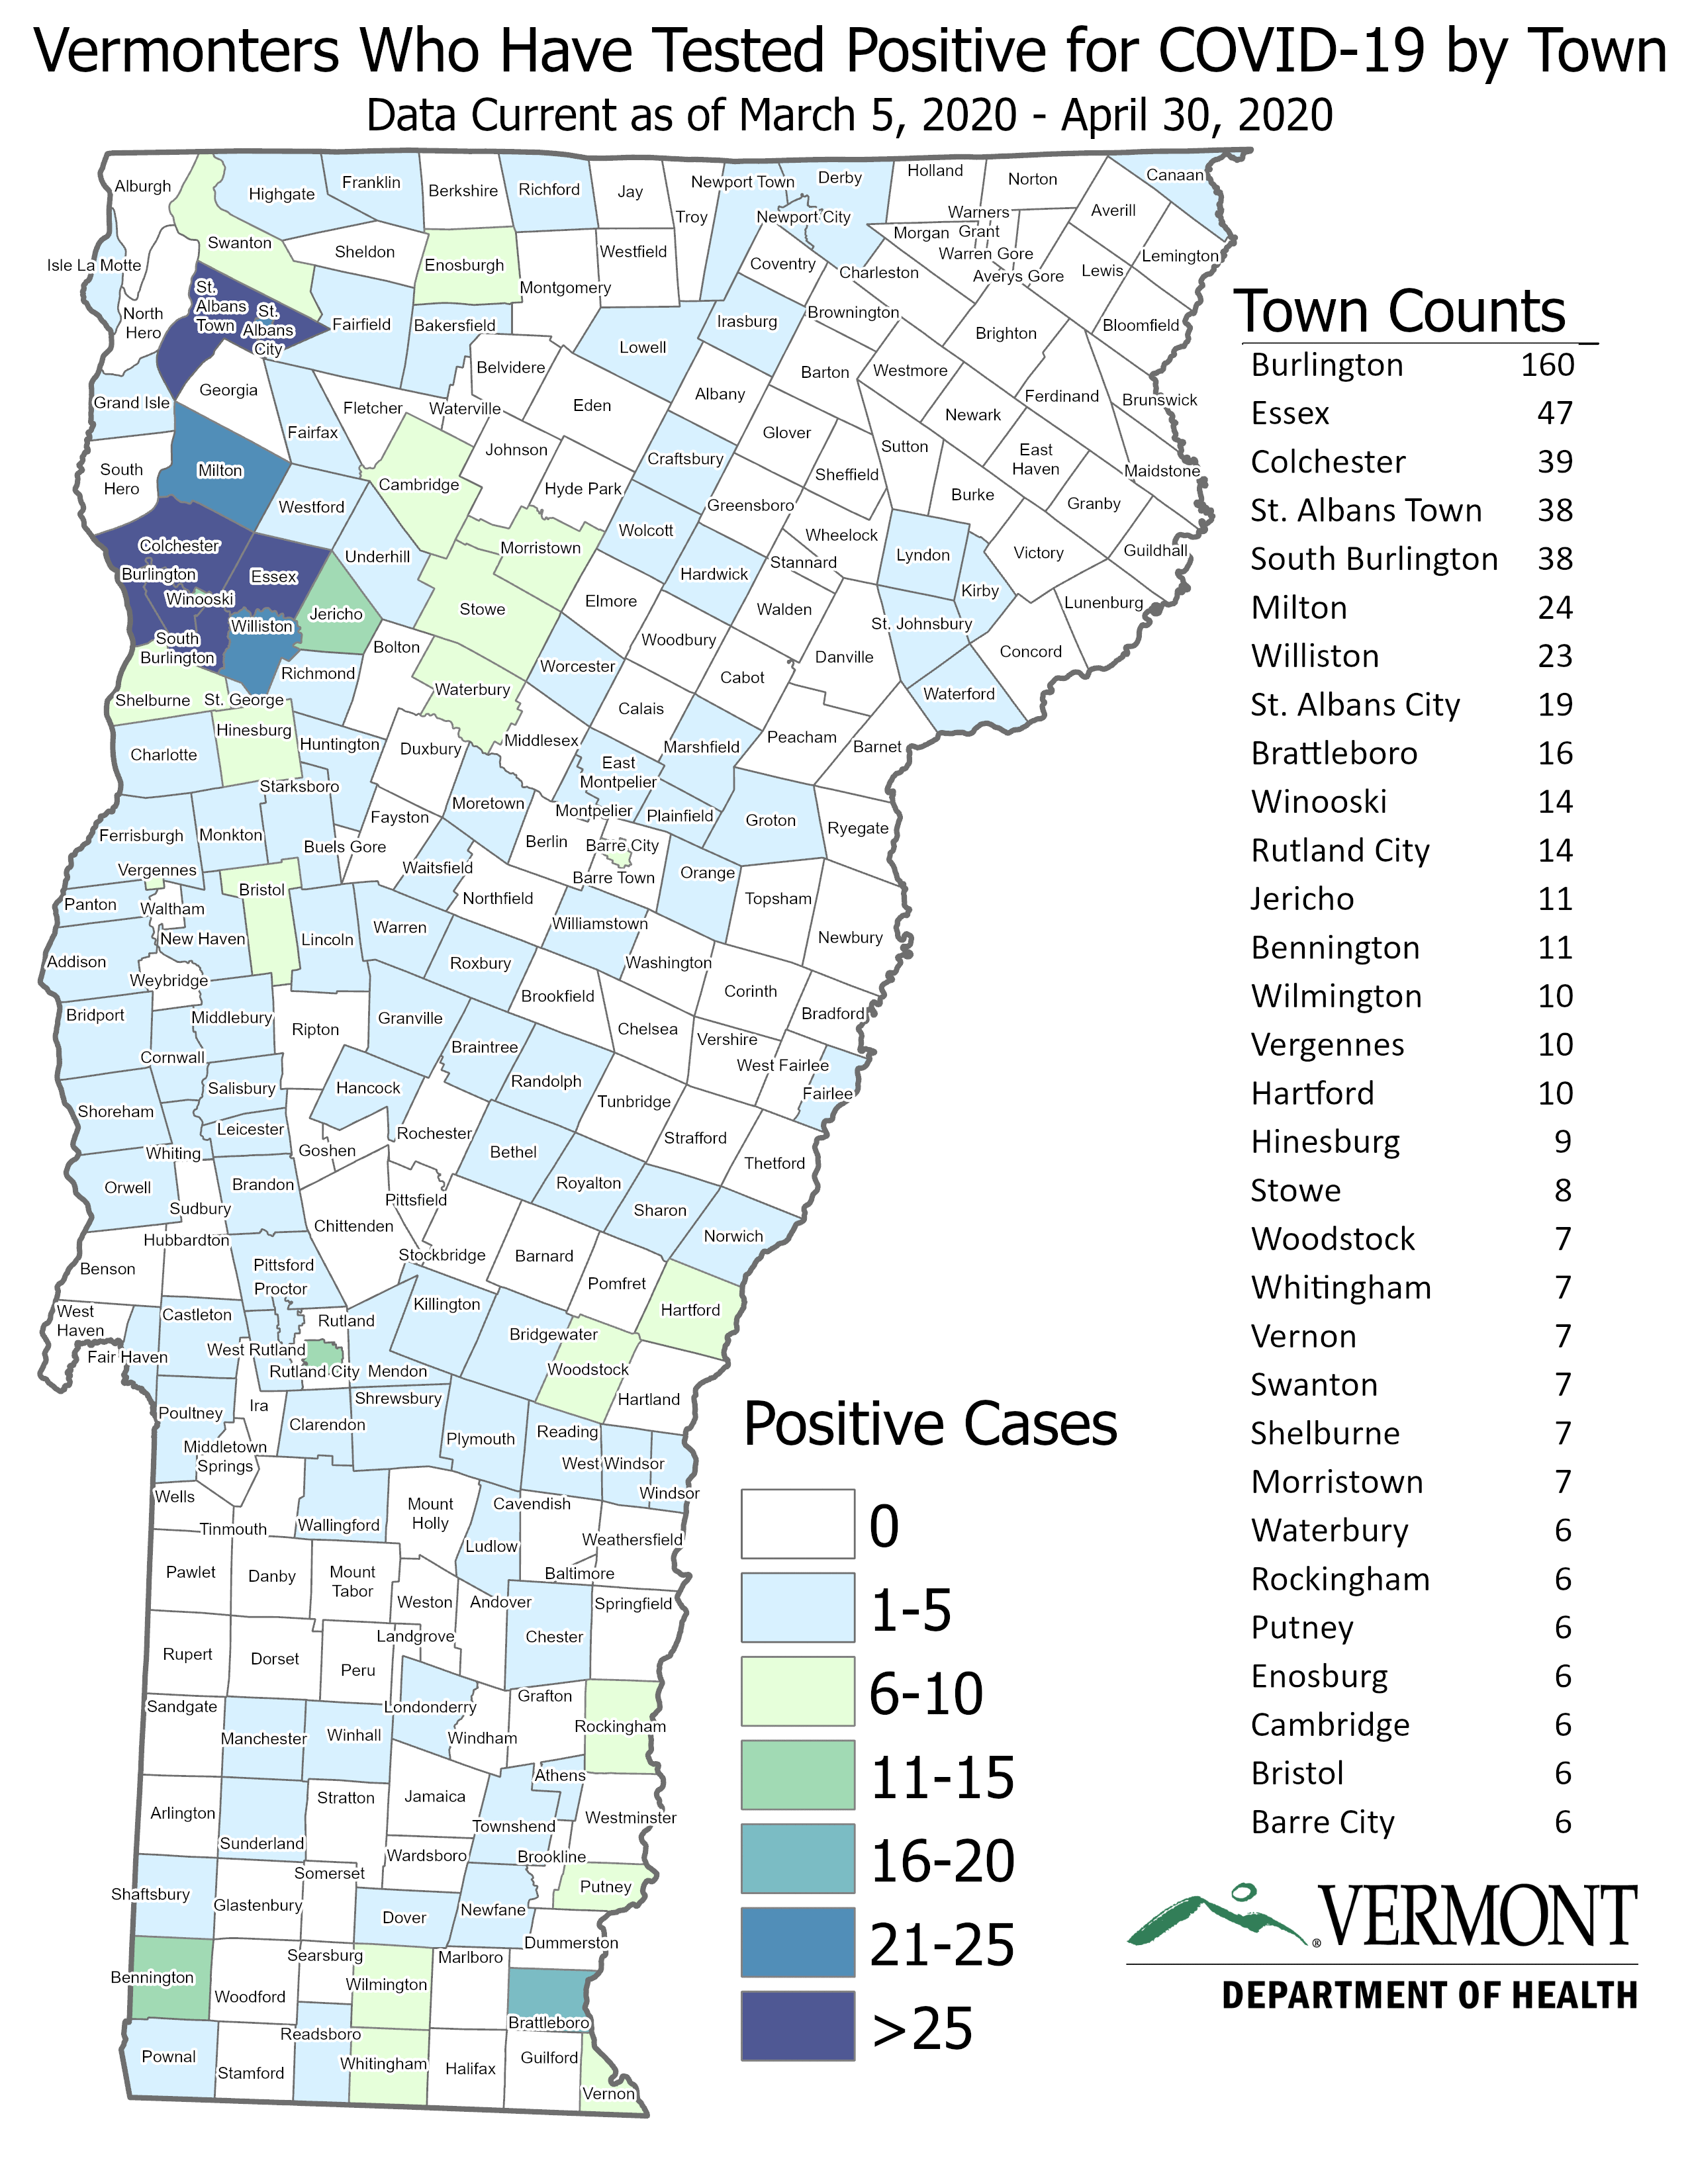 Vermonters Who Have Tested Positive for COVID-19 by Town
Data Current as of March 5, 2020 - April 30, 2020
Alburgh
Highgate
Franklin
Berkshire
Richford
Jay
Troy
Newport Town
Derby
Holland
Norton
Canaan
Newport City
Warners
Grant
Averill
Morgan
Swanton
Sheldon
Enosburgh
Westfield
Montgomery
Coventry
Charleston
Warren Gore
Averys Gore
Lewis
Lemington
Isle La Motte
North
Hero
St.
Albans
Town
St.
Albans
City
Fairfield
Bakersfield
Lowell
Irasburg
Brownington
Brighton
Bloomfield
Belvidere
Barton
Westmore
Ferdinand
Brunswick
Grand Isle
Georgia
Fletcher
Waterville
Eden
Albany
Newark
Fairfax
Johnson
Glover
Sutton
East
Haven
Maidstone
South
Hero
Milton
Cambridge
Hyde Park
Craftsbury
Sheffield
Burke
Granby
Westford
Greensboro
Wolcott
Wheelock
Colchester
Underhill
Morristown
Stannard
Lyndon
Victory
Guildhall
Burlington
Essex
Hardwick
Kirby
Winooski
Jericho
Stowe
Elmore
Walden
Lunenburg
Williston
South
Burlington
Bolton
Woodbury
St. Johnsbury
Richmond
Worcester
Danville
Concord
Shelburne
St. George
Waterbury
Calais
Cabot
Waterford
Hinesburg
Huntington
Duxbury
Middlesex
Marshfield
Peacham
Barnet
Charlotte
East
Montpelier
Starksboro
Moretown
Montpelier
Plainfield
Groton
Ryegate
Ferrisburgh
Monkton
Buels Gore
Fayston
Berlin
Barre City
Vergennes
Waitsfield
Barre Town
Orange
Bristol
Panton
Waltham
Northfield
Topsham
New Haven
Lincoln
Warren
Williamstown
Newbury
Addison
Weybridge
Roxbury
Washington
Brookfield
Corinth
Bridport
Middlebury
Ripton
Granville
Chelsea
Bradford
Cornwall
Braintree
Vershire
West Fairlee
Salisbury
Hancock
Randolph
Fairlee
Shoreham
Leicester
Tunbridge
Whiting
Goshen
Rochester
Bethel
Strafford
Thetford
Orwell
Brandon
Royalton
Sudbury
Pittsfield
Sharon
Chittenden
Norwich
Hubbardton
Stockbridge
Barnard
Benson
Pittsford
Pomfret
Proctor
Killington
Hartford
West
Haven
Castleton
Rutland
Bridgewater
Fair Haven
West Rutland
Rutland City
Mendon
Woodstock
Hartland
Poultney
Ira
Shrewsbury
Clarendon
Plymouth
Reading
Middletown
Springs
West Windsor
Windsor
Wells
Tinmouth
Wallingford
Mount
Holly
Cavendish
Ludlow
Weathersfield
Pawlet
Danby
Mount
Tabor
Baltimore
Weston
Andover
Springfield
Landgrove
Chester
Rupert
Dorset
Peru
Sandgate
Londonderry
Grafton
Manchester
Winhall
Windham
Rockingham
Athens
Arlington
Stratton
Jamaica
Townshend
Westminster
Sunderland
Wardsboro
Brookline
Somerset
Putney
Shaftsbury
Glastenbury
Dover
Newfane
Dummerston
Searsburg
Marlboro
Bennington
Woodford
Wilmington
Brattleboro
Readsboro
Pownal
Stamford
Whitingham
Halifax
Guilford
Vernon
Town Counts
Burlington 160
Essex 47
Colchester 39
St. Albans Town 38
South Burlington 38
Milton 24
Williston 23
St. Albans City 19
Brattleboro 16
Winooski 14
Rutland City 14
Jericho 11
Bennington 11
Wilmington 10
Vergennes 10
Hartford 10
Hinesburg 9
Stowe 8
Woodstock 7
Whitingham 7
Vernon 7
Swanton 7
Shelburne 7
Morristown 7
Waterbury 6
Rockingham 6
Putney 6
Enosburg 6
Cambridge 6
Bristol 6
Barre City 6
Positive Cases
0
1-5
6-10
11-15
16-20
21-25
>25
® VERMONT
DEPARTMENT OF HEALTH